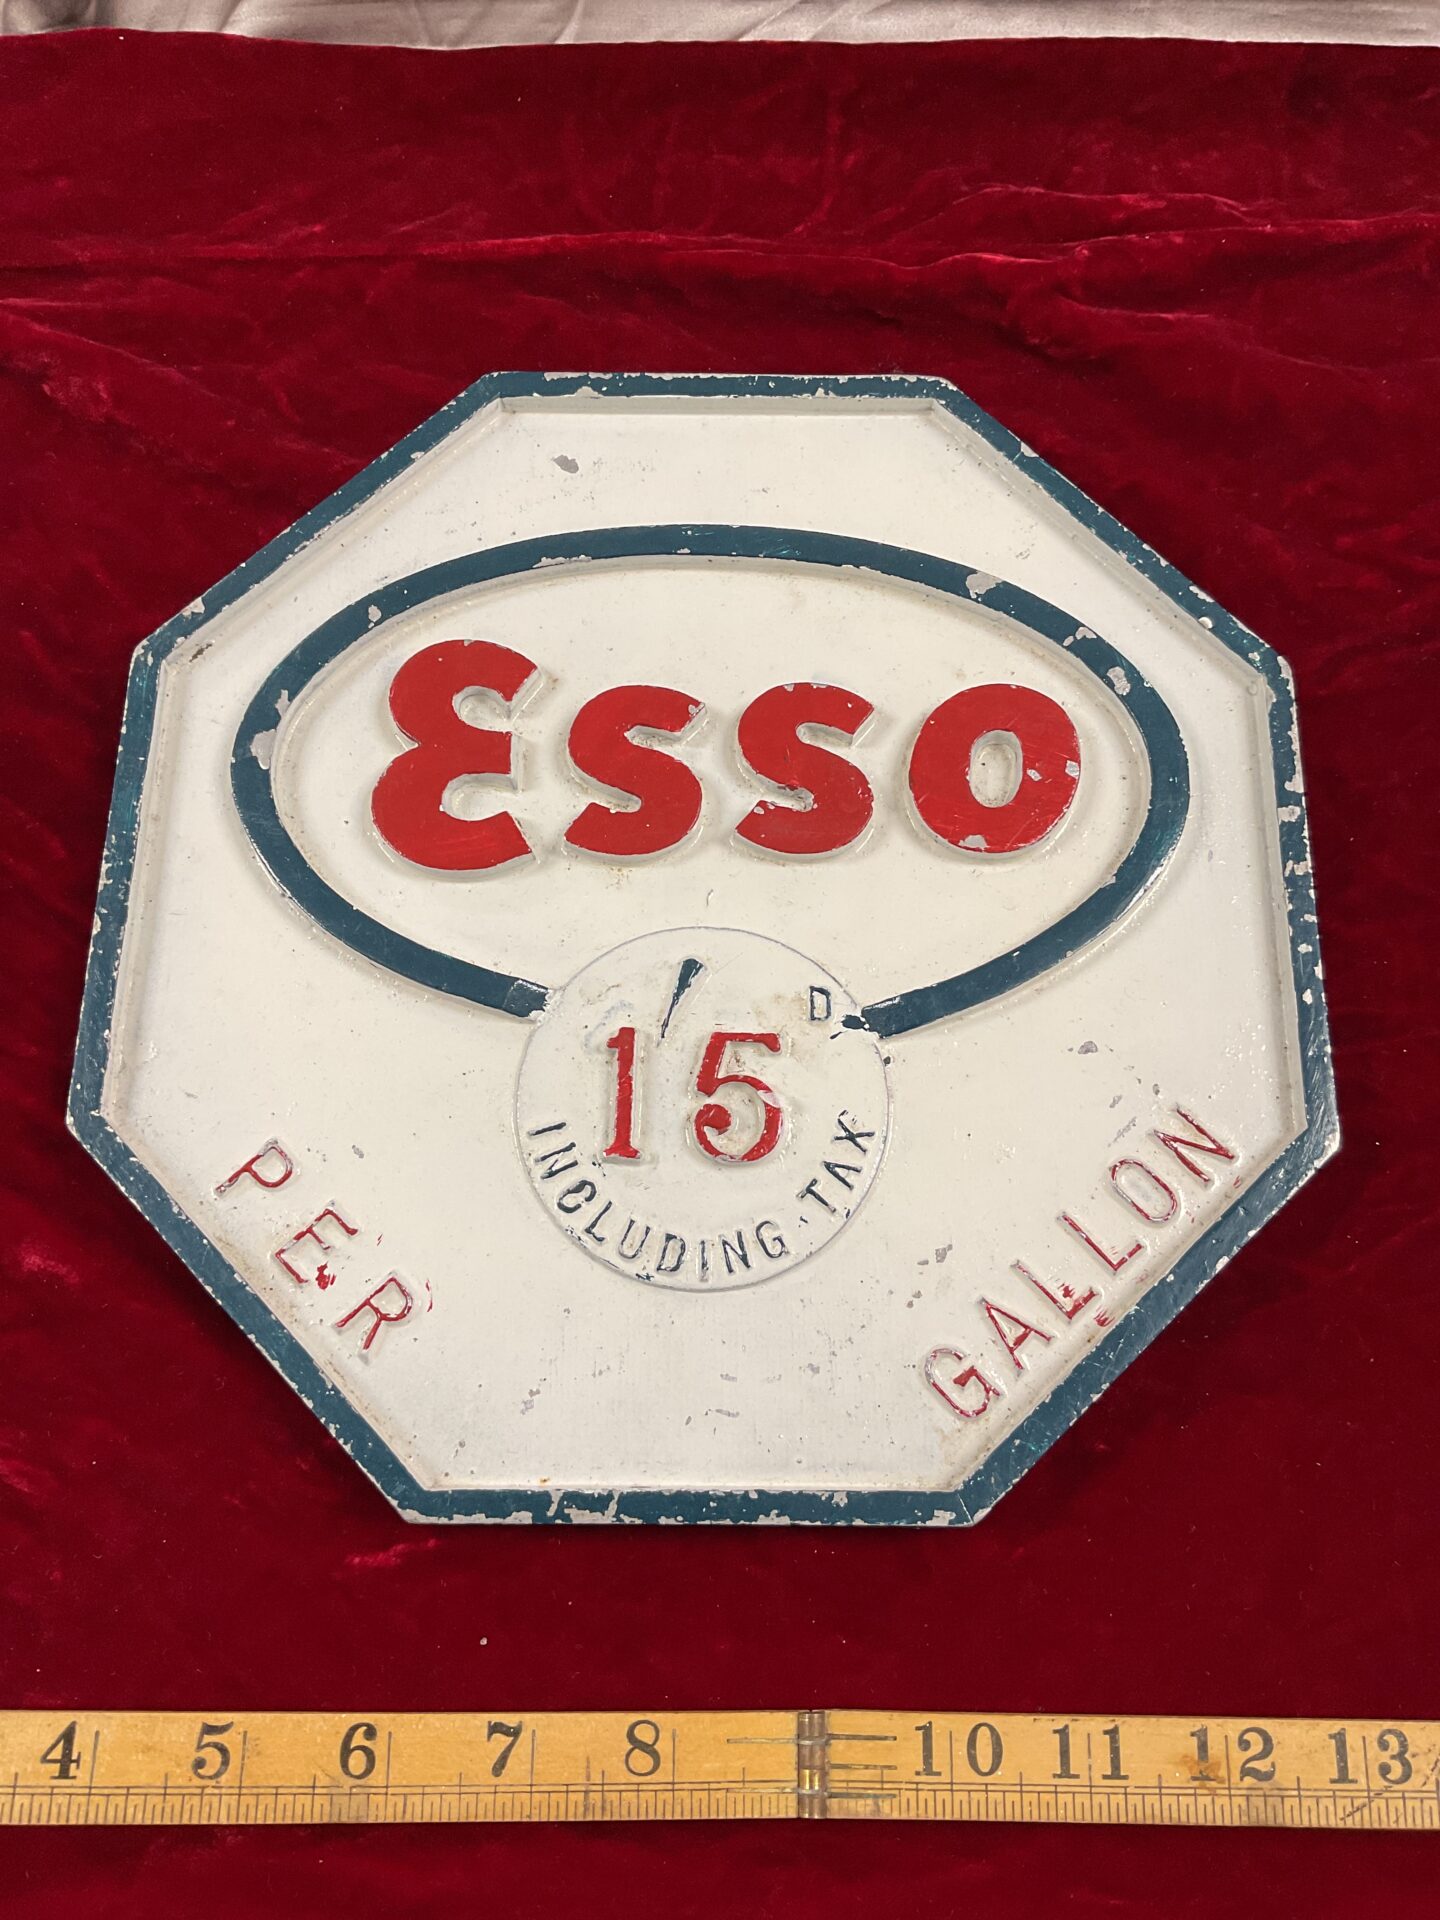 Esso
1/5 D
INCLUDING TAX
PER GALLON
4 5 6 7 8 10 11 12 13